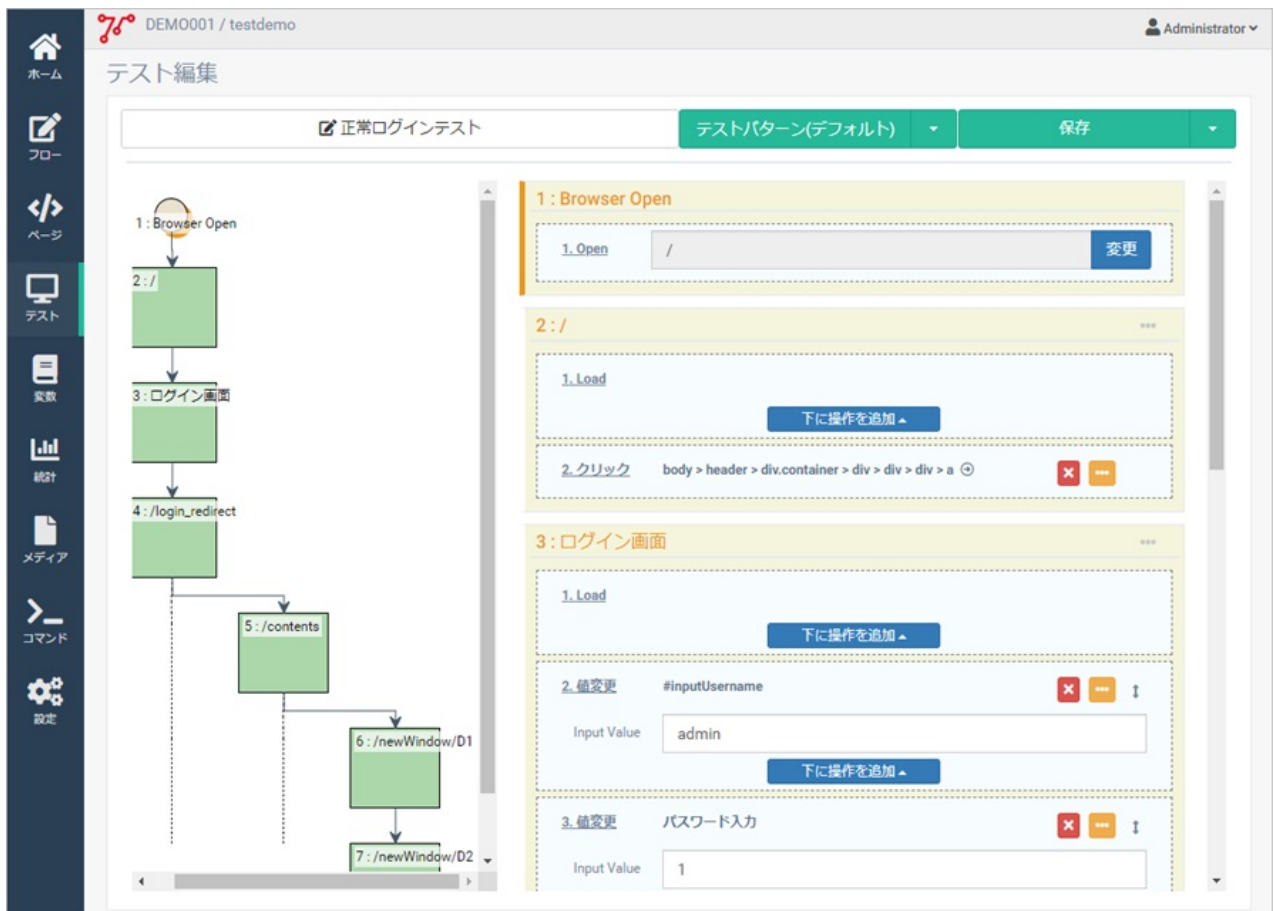 DEMO001 / testdemo
Administrator
ホーム
フロー
ページ
テスト
変数
統計
メディア
コマンド
設定
テスト編集
正常ログインテスト
テストパターン(デフォルト)
保存
1 : Browser Open
2 : /
3 : ログイン画面
4 : /login_redirect
5 : /contents
6 : /newWindow/D1
7 : /newWindow/D2
1 : Browser Open
1. Open
/
変更
2 : /
1. Load
下に操作を追加
2. クリック body > header > div.container > div > div > div > a
3 : ログイン画面
1. Load
下に操作を追加
2. 値変更 #inputUsername
Input Value admin
下に操作を追加
3. 値変更 パスワード入力
Input Value 1